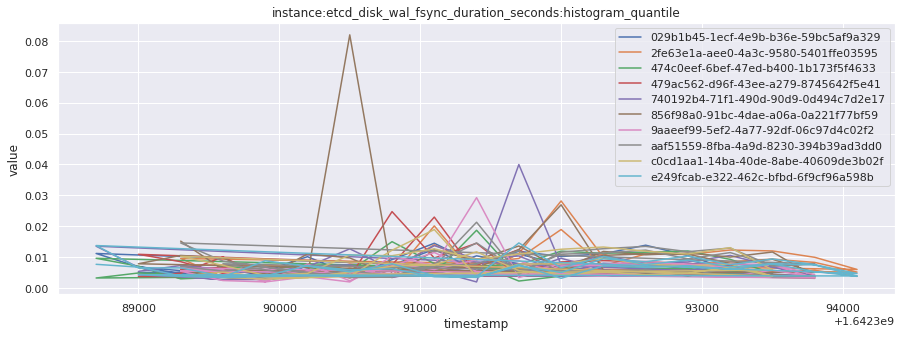 instance:etcd_disk_wal_fsync_duration_seconds:histogram_quantile
029b1b45-1ecf-4e9b-b36e-59bc5af9a329
2fe63e1a-aee0-4a3c-9580-5401ffe03595
474c0eef-6bef-47ed-b400-1b173f5f4633
479ac562-d96f-43ee-a279-8745642f5e41
740192b4-71f1-490d-90d9-0d494c7d2e17
856f98a0-91bc-4dae-a06a-0a221f77bf59
9aaeef99-5ef2-4a77-92df-06c97d4c02f2
aaf51559-8fba-4a9d-8230-394b39ad3dd0
c0cd1aa1-14ba-40de-8abe-40609de3b02f
e249fcab-e322-462c-bfbd-6f9cf96a598b
value
0.08
0.07
0.06
0.05
0.04
0.03
0.02
0.01
0.00
89000 90000 91000 92000 93000 94000
timestamp
+1.6423e9